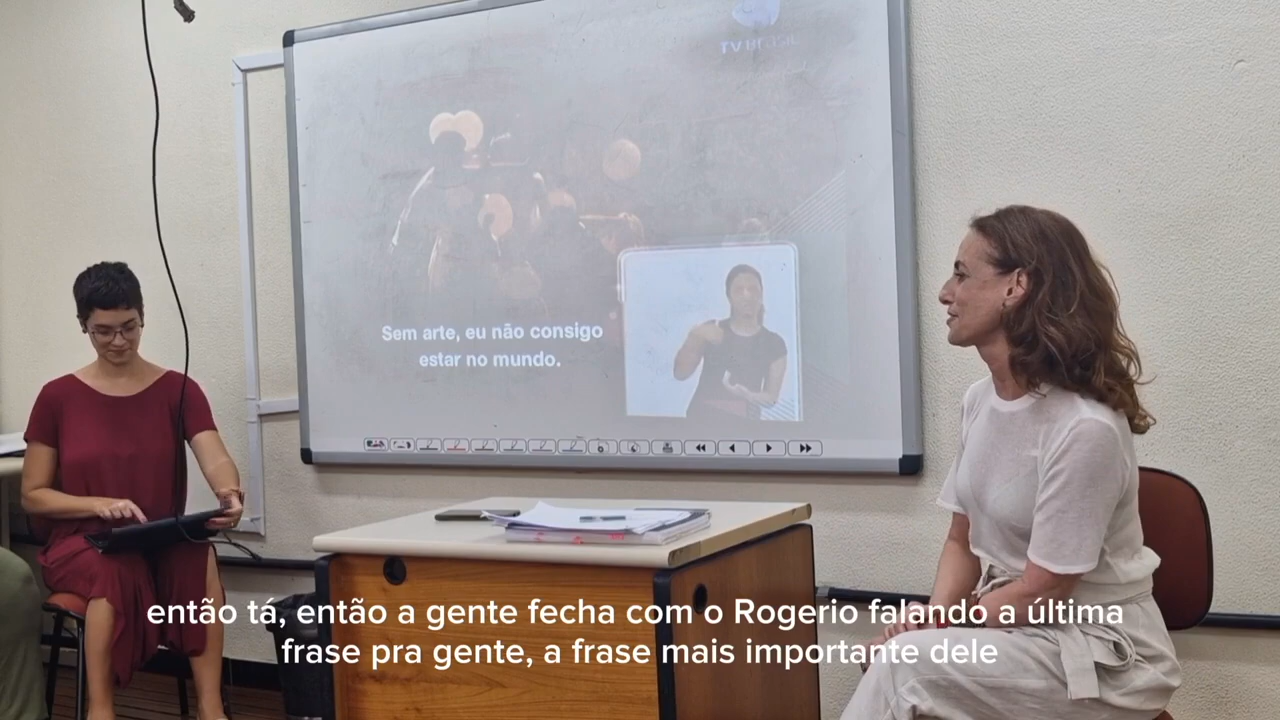 TV BRASIL
Sem arte, eu não consigo
estar no mundo.
então tá, então a gente fecha com o Rogerio falando a última
frase pra gente, a frase mais importante dele